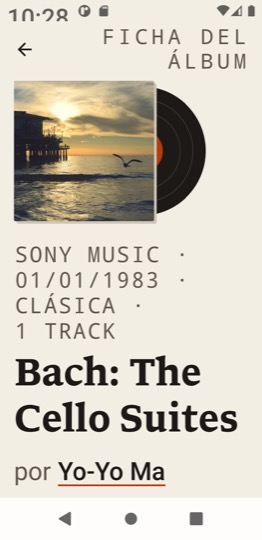 10:28
FICHA DEL
ÁLBUM
SONY MUSIC ·
01/01/1983 ·
CLÁSICA ·
1 TRACK
Bach: The
Cello Suites
por Yo-Yo Ma